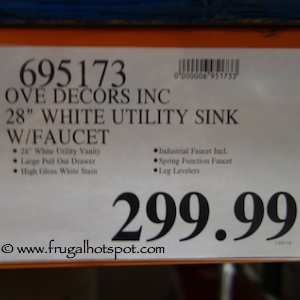 695173
0000006951733
OVE DECORS INC
28" WHITE UTILITY SINK
W/FAUCET
• 28" White Utility Vanity
• Large Pull Out Drawer
• High Gloss White Stain
• Industrial Faucet Incl.
• Spring Function Faucet
• Leg Levelers
299.99
www.frugalhotspot.com